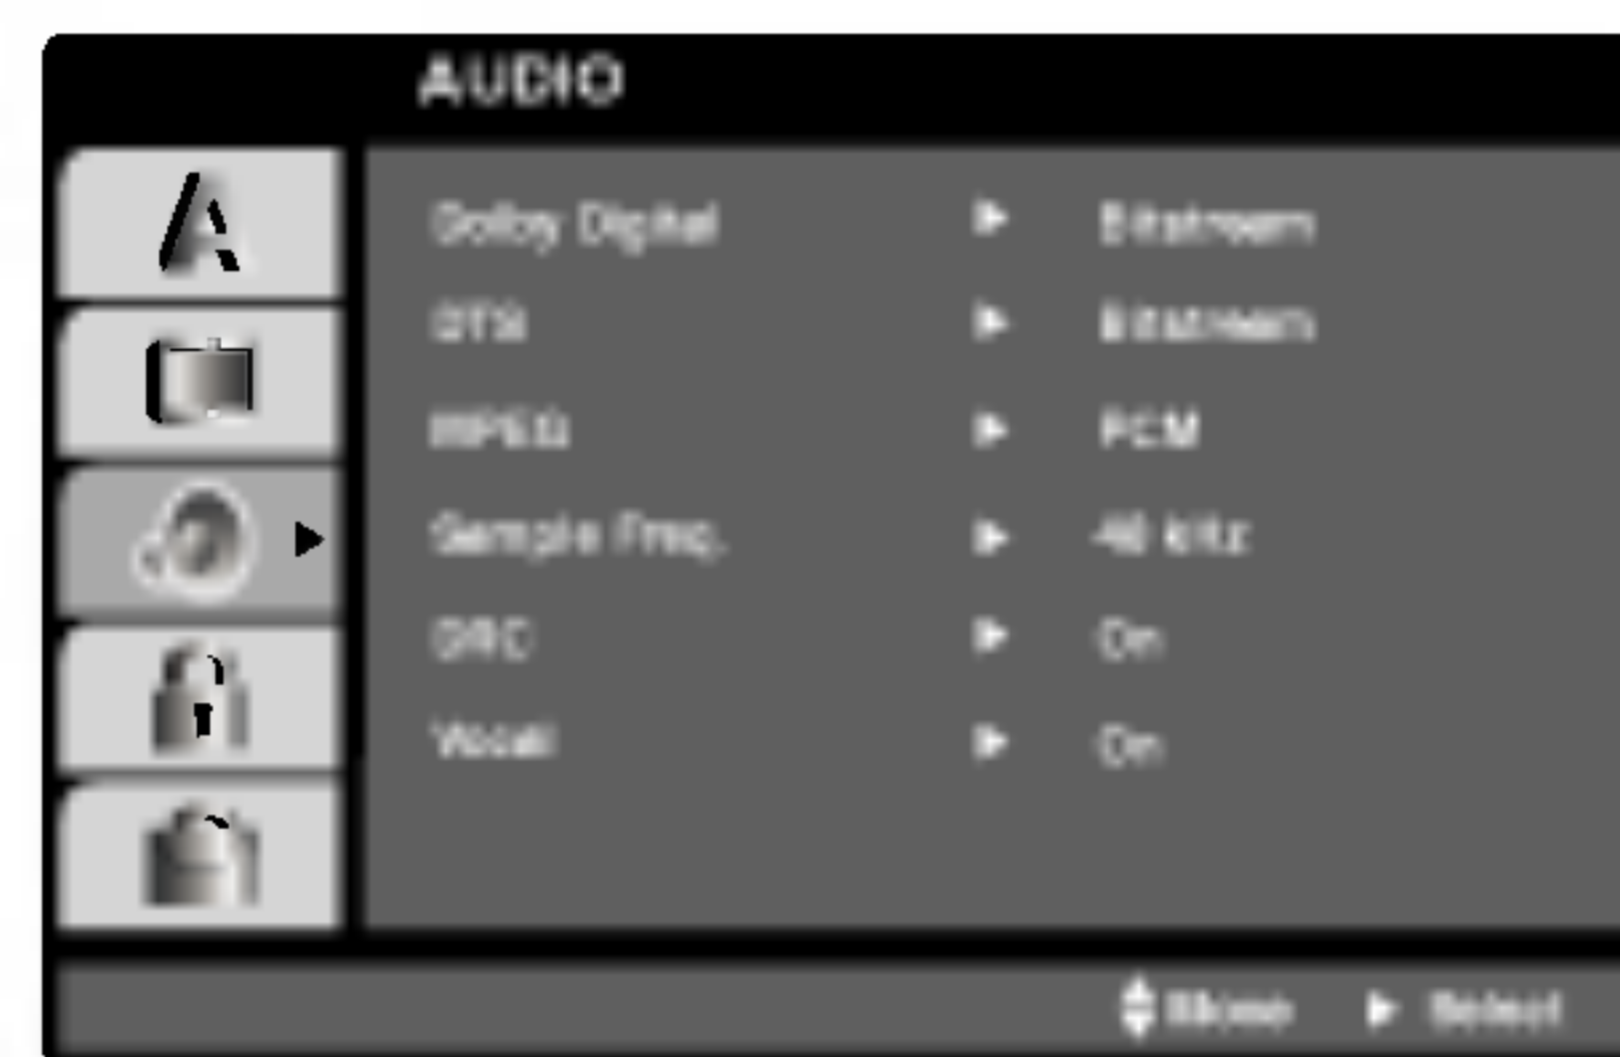 AUDIO
Dolby Digital Bitstream
DTS Bitstream
MPEG PCM
Sample Freq. 48 kHz
DRC On
Vocal On
Move Select